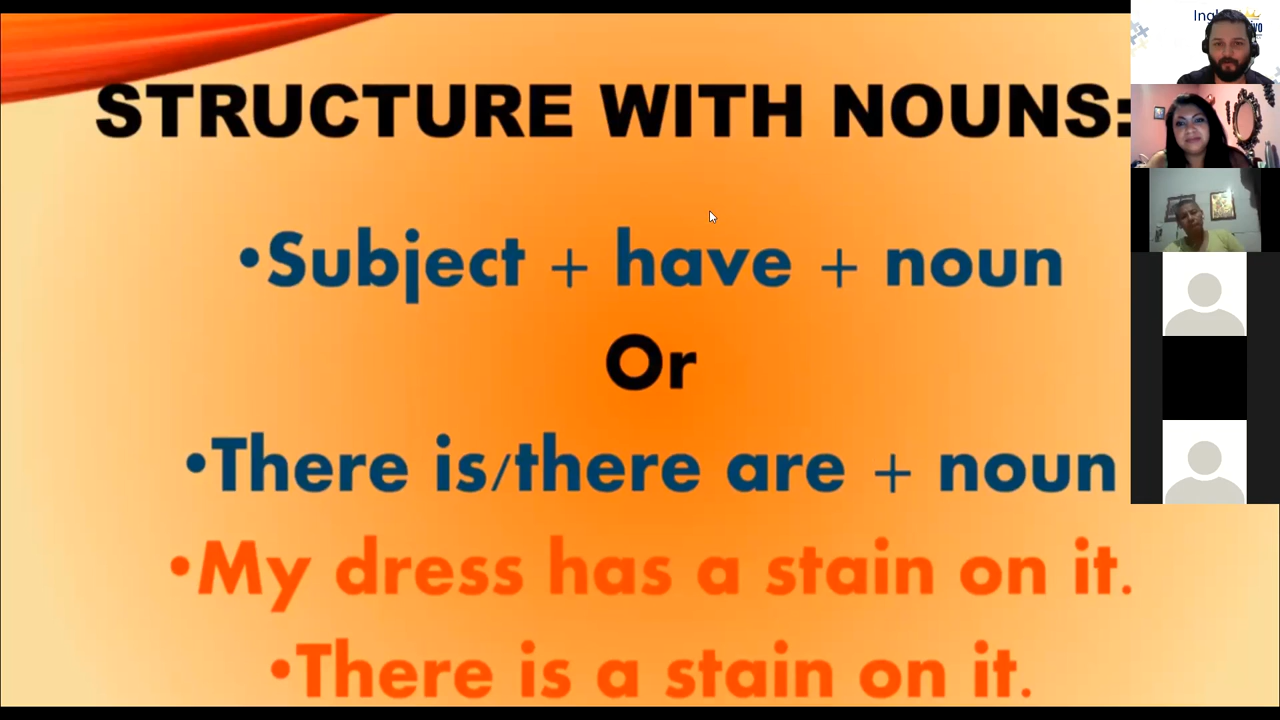 STRUCTURE WITH NOUNS:
•Subject + have + noun
Or
•There is/there are + noun
•My dress has a stain on it.
•There is a stain on it.